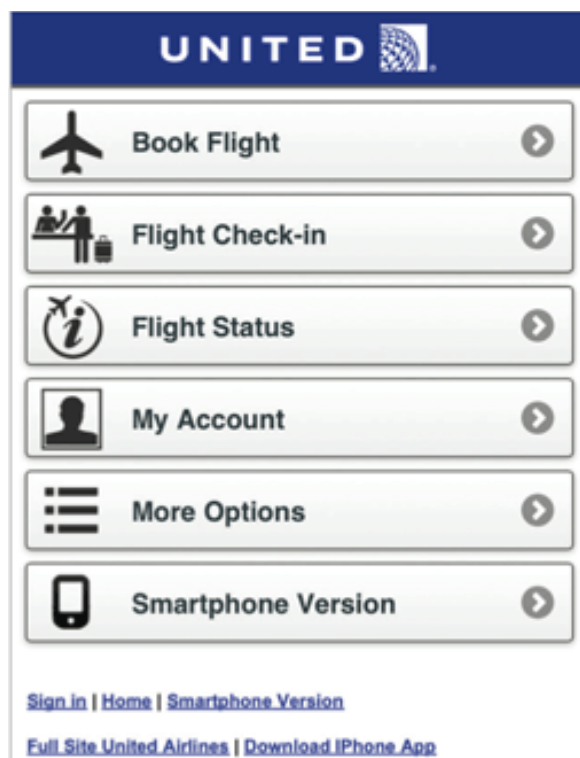 UNITED
Book Flight
Flight Check-in
Flight Status
My Account
More Options
Smartphone Version
Sign in | Home | Smartphone Version
Full Site United Airlines | Download IPhone App